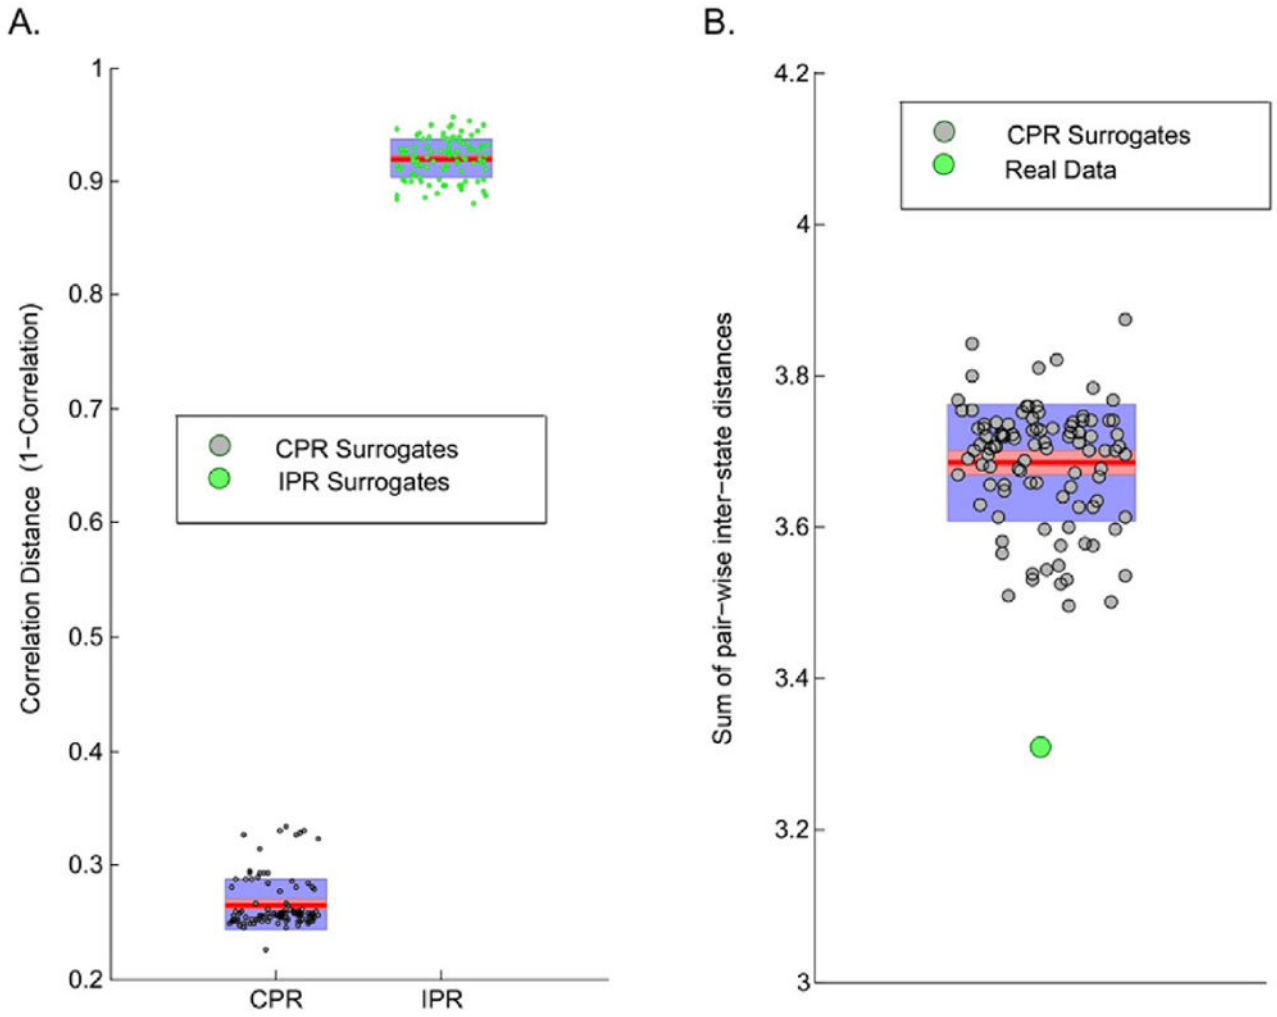 A.
Correlation Distance (1−Correlation)
1
0.9
0.8
0.7
0.6
0.5
0.4
0.3
0.2
CPR Surrogates
IPR Surrogates
CPR
IPR
B.
Sum of pair−wise inter−state distances
4.2
4
3.8
3.6
3.4
3.2
3
CPR Surrogates
Real Data